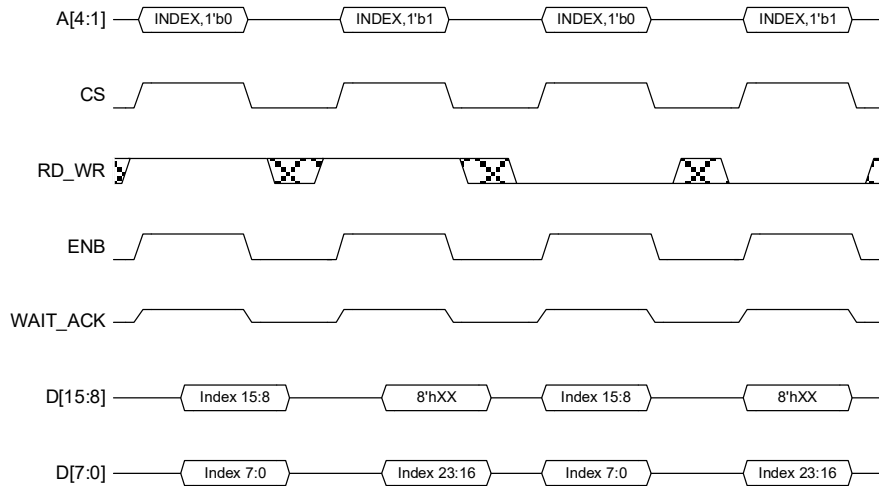 A[4:1] INDEX,1'b0 INDEX,1'b1 INDEX,1'b0 INDEX,1'b1
CS
RD_WR
ENB
WAIT_ACK
D[15:8] Index 15:8 8'hXX Index 15:8 8'hXX
D[7:0] Index 7:0 Index 23:16 Index 7:0 Index 23:16